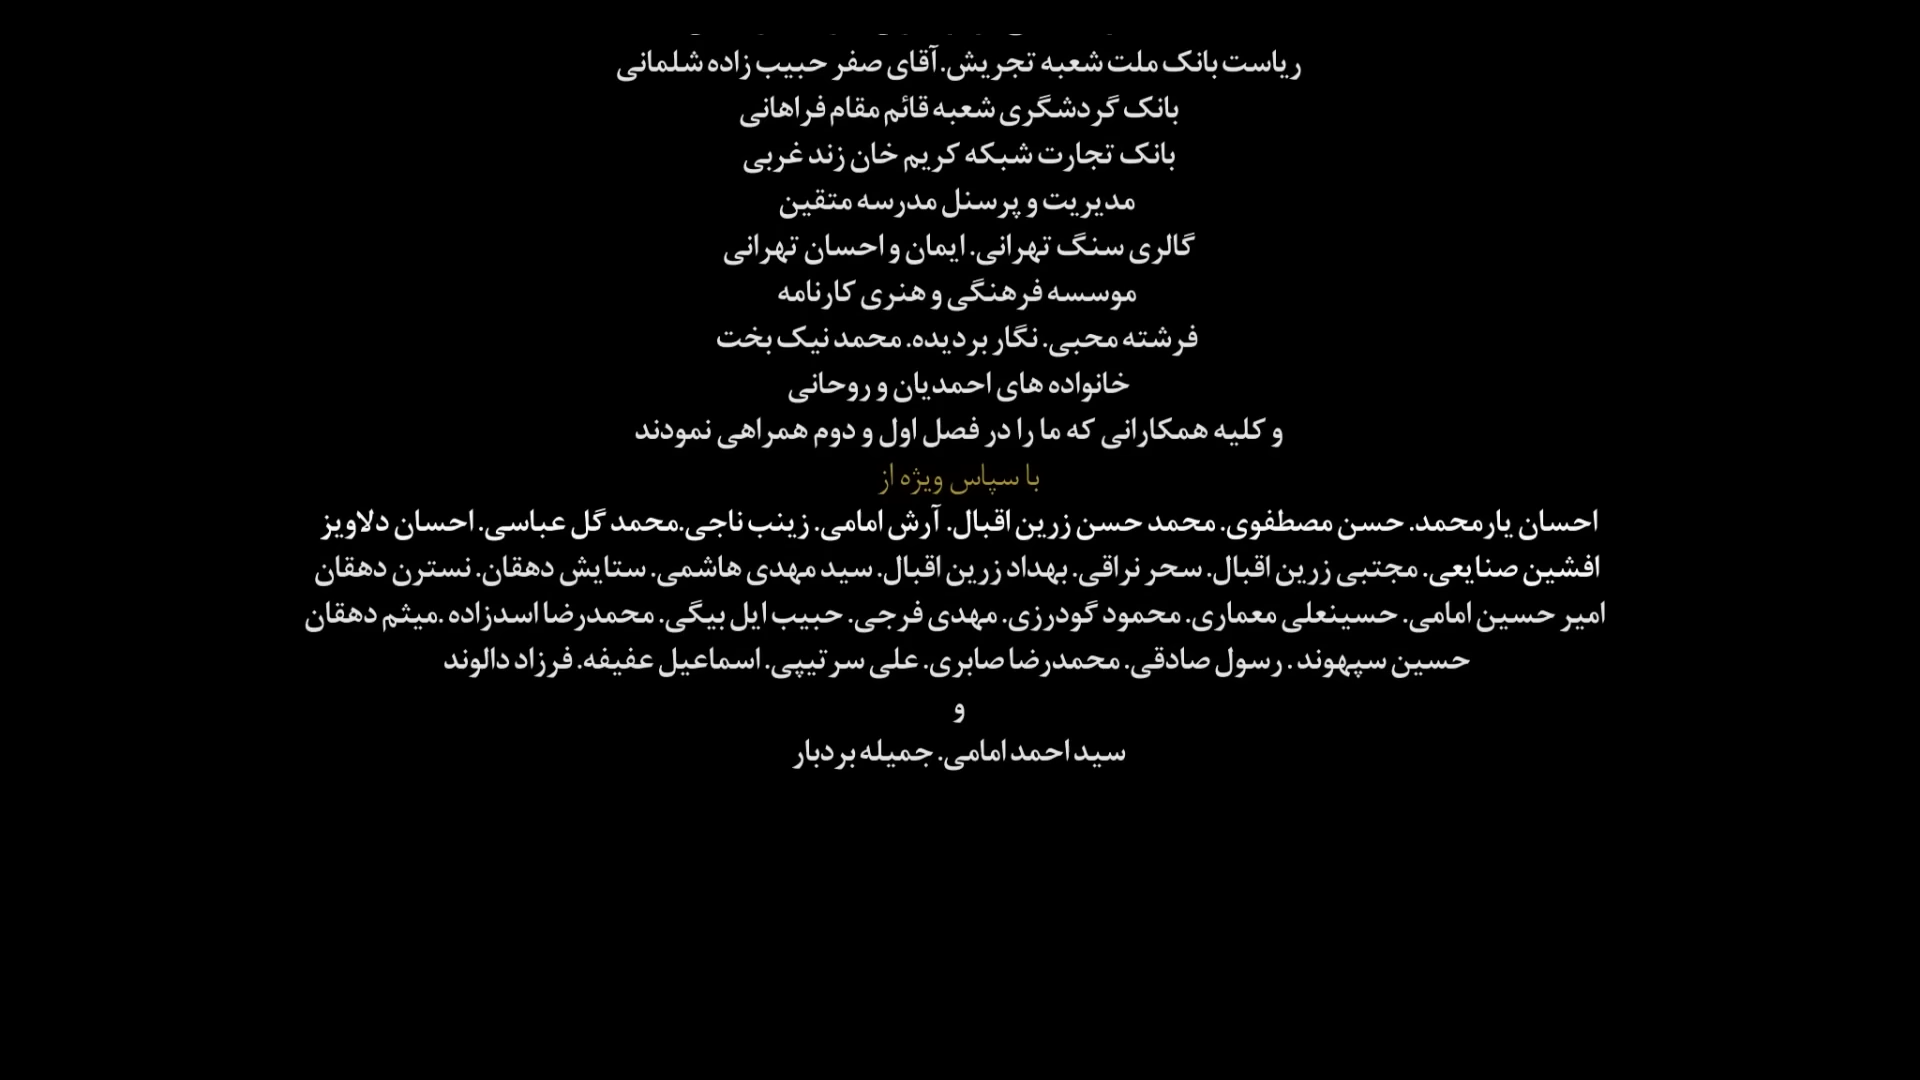 ریاست بانک ملت شعبه تجریش.آقای صفر حبیب زاده شلمانی
بانک گردشگری شعبه قائم مقام فراهانی
بانک تجارت شبکه کریم خان زند غربی
مدیریت و پرسنل مدرسه متقین
گالری سنگ تهرانی. ایمان و احسان تهرانی
موسسه فرهنگی و هنری کارنامه
فرشته محبی. نگار بردیده. محمد نیک بخت
خانواده های احمدیان و روحانی
و کلیه همکارانی که ما را در فصل اول و دوم همراهی نمودند
با سپاس ویژه از
احسان یارمحمد. حسن مصطفوی. محمد حسن زرین اقبال. آرش امامی. زینب ناجی.محمد گل عباسی. احسان دلاویز
افشین صنایعی. مجتبی زرین اقبال. سحر نراقی. بهداد زرین اقبال. سید مهدی هاشمی. ستایش دهقان. نسترن دهقان
امیر حسین امامی. حسینعلی معماری. محمود گودرزی. مهدی فرجی. حبیب ایل بیگی. محمدرضا اسدزاده .میثم دهقان
حسین سپهوند . رسول صادقی. محمدرضا صابری. علی سرتیپی. اسماعیل عفیفه. فرزاد دالوند
و
سید احمد امامی. جمیله بردبار